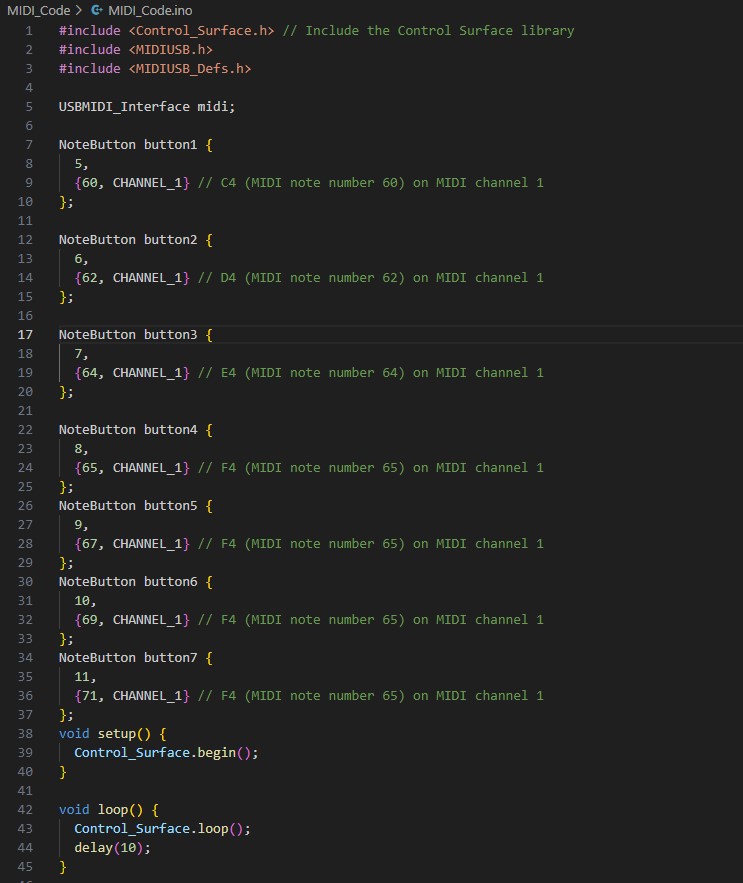 MIDI_Code > MIDI_Code.ino
1 #include <Control_Surface.h> // Include the Control Surface library
2 #include <MIDIUSB.h>
3 #include <MIDIUSB_Defs.h>
4
5 USBMIDI_Interface midi;
6
7 NoteButton button1 {
8 5,
9 {60, CHANNEL_1} // C4 (MIDI note number 60) on MIDI channel 1
10 };
11
12 NoteButton button2 {
13 6,
14 {62, CHANNEL_1} // D4 (MIDI note number 62) on MIDI channel 1
15 };
16
17 NoteButton button3 {
18 7,
19 {64, CHANNEL_1} // E4 (MIDI note number 64) on MIDI channel 1
20 };
21
22 NoteButton button4 {
23 8,
24 {65, CHANNEL_1} // F4 (MIDI note number 65) on MIDI channel 1
25 };
26 NoteButton button5 {
27 9,
28 {67, CHANNEL_1} // F4 (MIDI note number 65) on MIDI channel 1
29 };
30 NoteButton button6 {
31 10,
32 {69, CHANNEL_1} // F4 (MIDI note number 65) on MIDI channel 1
33 };
34 NoteButton button7 {
35 11,
36 {71, CHANNEL_1} // F4 (MIDI note number 65) on MIDI channel 1
37 };
38 void setup() {
39 Control_Surface.begin();
40 }
41
42 void loop() {
43 Control_Surface.loop();
44 delay(10);
45 }